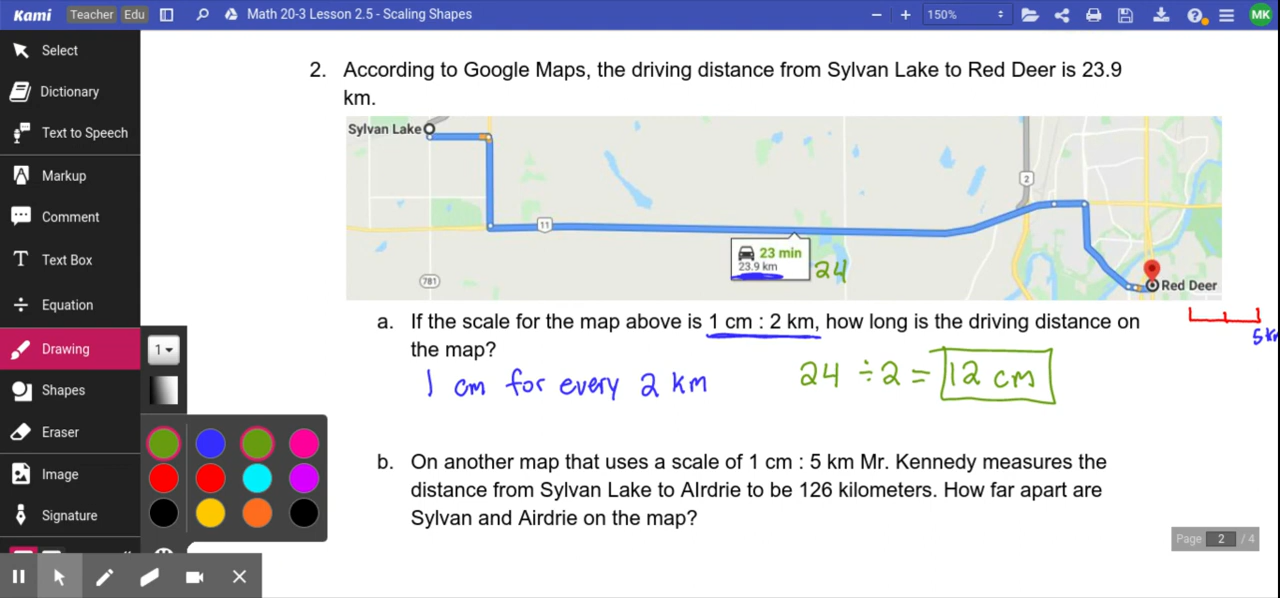 Kami Teacher Edu Math 20-3 Lesson 2.5 - Scaling Shapes − + 150% MK
Select
Dictionary
Text to Speech
Markup
Comment
Text Box
Equation
Drawing
1
Shapes
Eraser
Image
Signature
2. According to Google Maps, the driving distance from Sylvan Lake to Red Deer is 23.9
km.
Sylvan Lake
2
11
23 min
23.9 km
24
781
Red Deer
a. If the scale for the map above is 1 cm : 2 km, how long is the driving distance on
the map?
5 km
1 cm for every 2 km
24 ÷ 2 = 12 cm
b. On another map that uses a scale of 1 cm : 5 km Mr. Kennedy measures the
distance from Sylvan Lake to AIrdrie to be 126 kilometers. How far apart are
Sylvan and Airdrie on the map?
Page 2 / 4